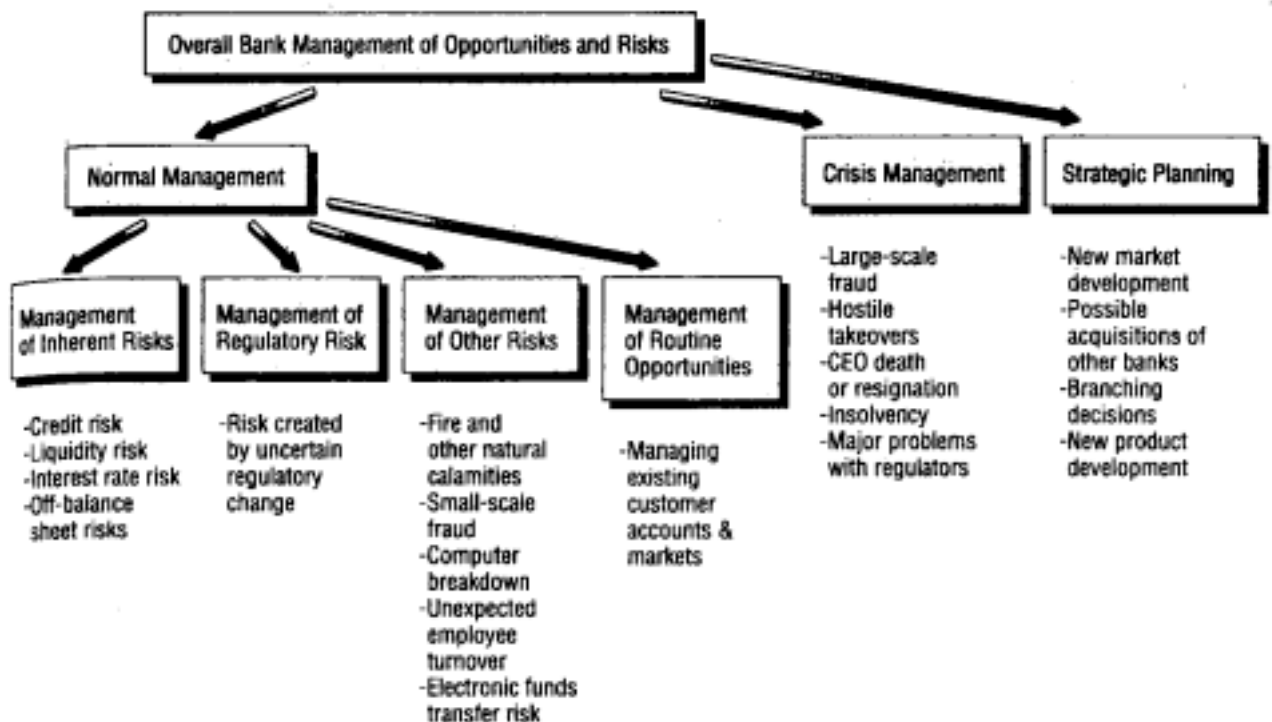 Overall Bank Management of Opportunities and Risks
Normal Management
Crisis Management
Strategic Planning
Management
of Inherent Risks
Management of
Regulatory Risk
Management
of Other Risks
Management
of Routine
Opportunities
-Credit risk
-Liquidity risk
-Interest rate risk
-Off-balance
sheet risks
-Risk created
by uncertain
regulatory
change
-Fire and
other natural
calamities
-Small-scale
fraud
-Computer
breakdown
-Unexpected
employee
turnover
-Electronic funds
transfer risk
-Managing
existing
customer
accounts &
markets
-Large-scale
fraud
-Hostile
takeovers
-CEO death
or resignation
-Insolvency
-Major problems
with regulators
-New market
development
-Possible
acquisitions of
other banks
-Branching
decisions
-New product
development